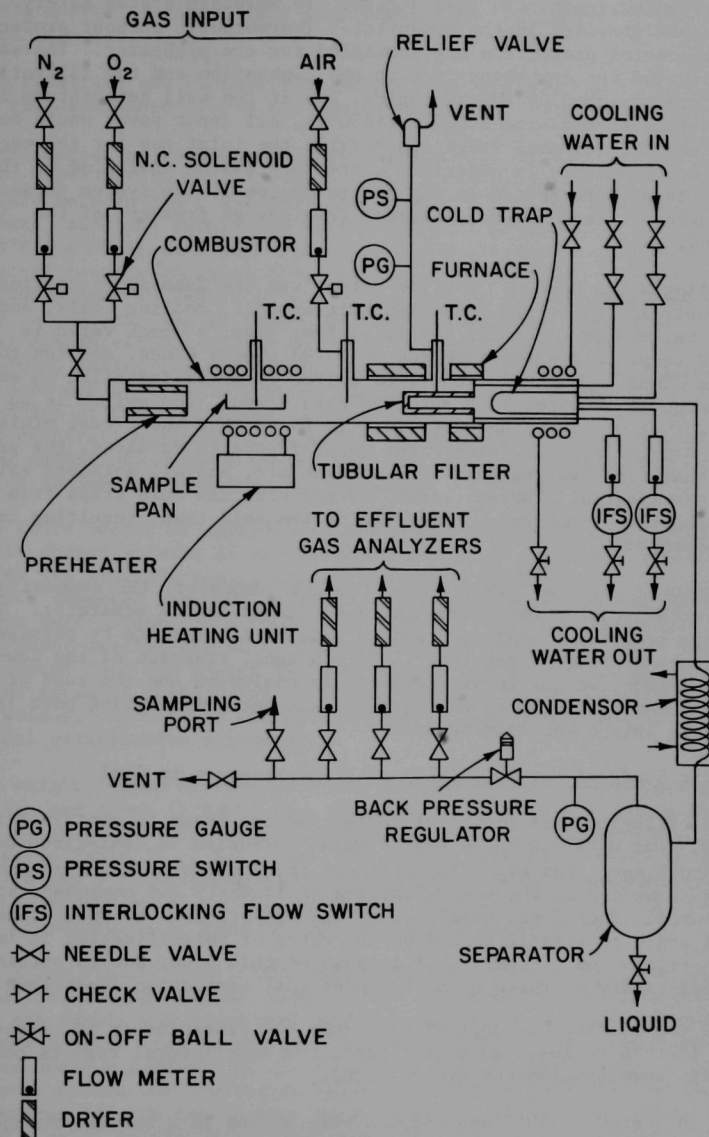 GAS INPUT
N2 O2 AIR
RELIEF VALVE
VENT
COOLING
WATER IN
N.C. SOLENOID
VALVE
PS
COLD TRAP
COMBUSTOR
PG
FURNACE
T.C. T.C. T.C.
SAMPLE
PAN
TUBULAR FILTER
PREHEATER
INDUCTION
HEATING UNIT
TO EFFLUENT
GAS ANALYZERS
IFS IFS
COOLING
WATER OUT
CONDENSOR
SAMPLING
PORT
VENT
BACK PRESSURE
REGULATOR
PG
SEPARATOR
LIQUID
PG PRESSURE GAUGE
PS PRESSURE SWITCH
IFS INTERLOCKING FLOW SWITCH
NEEDLE VALVE
CHECK VALVE
ON-OFF BALL VALVE
FLOW METER
DRYER